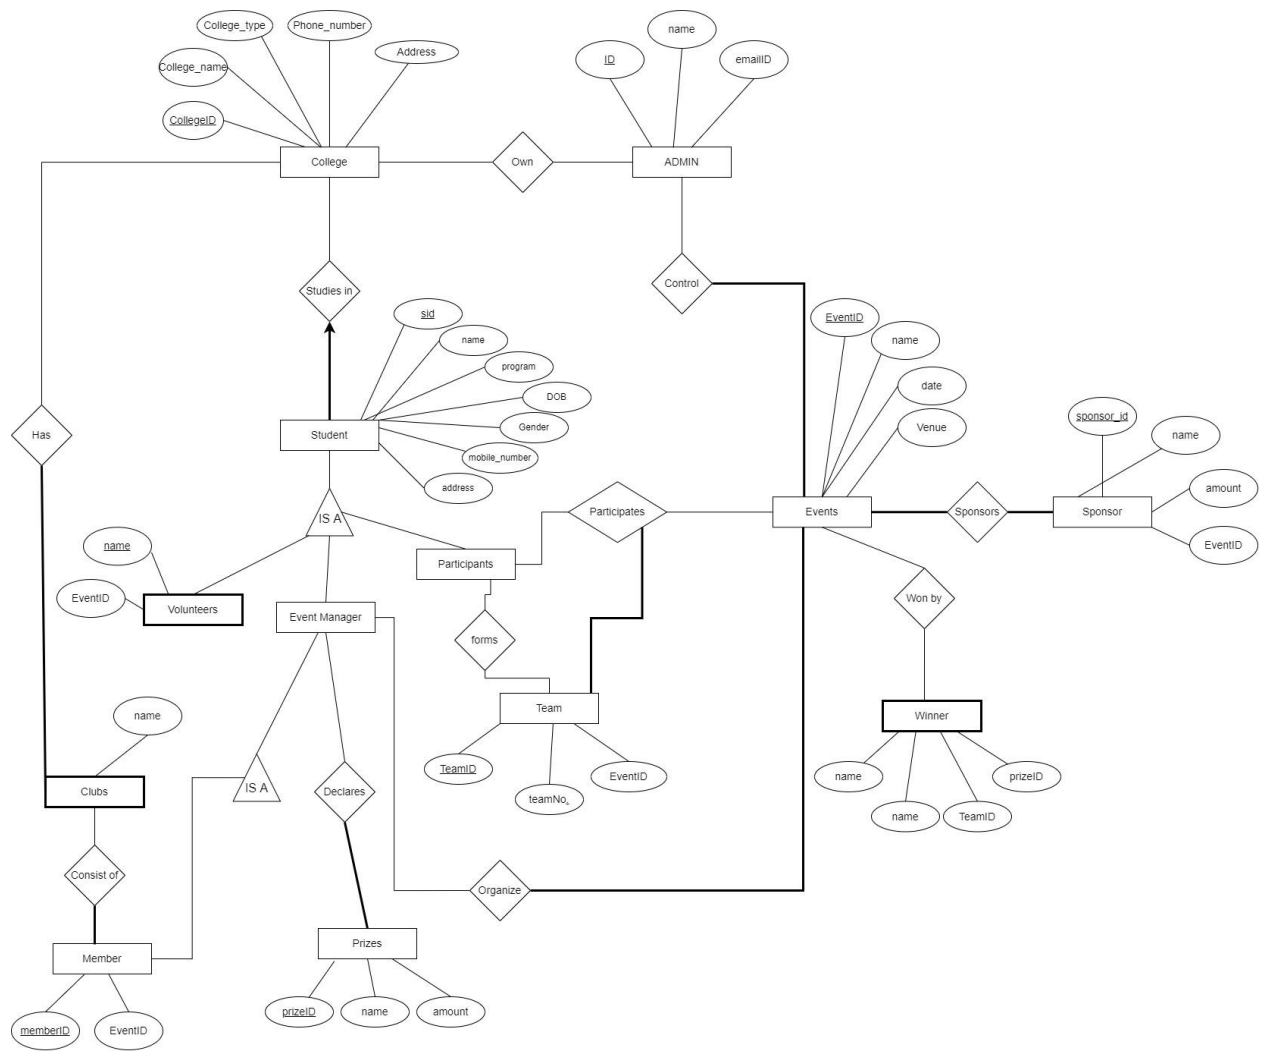 College_type
Phone_number
name
Address
College_name
ID
emailID
CollegeID
College
Own
ADMIN
Studies in
Control
sid
EventID
name
name
program
date
DOB
Gender
Venue
sponsor_id
name
Has
Student
mobile_number
address
amount
IS A
Participates
Events
Sponsors
Sponsor
name
EventID
Participants
EventID
Volunteers
Event Manager
Won by
forms
Team
Winner
name
TeamID
EventID
name
prizeID
IS A
Declares
Clubs
teamNo.
name
TeamID
Consist of
Organize
Prizes
Member
prizeID
name
amount
memberID
EventID